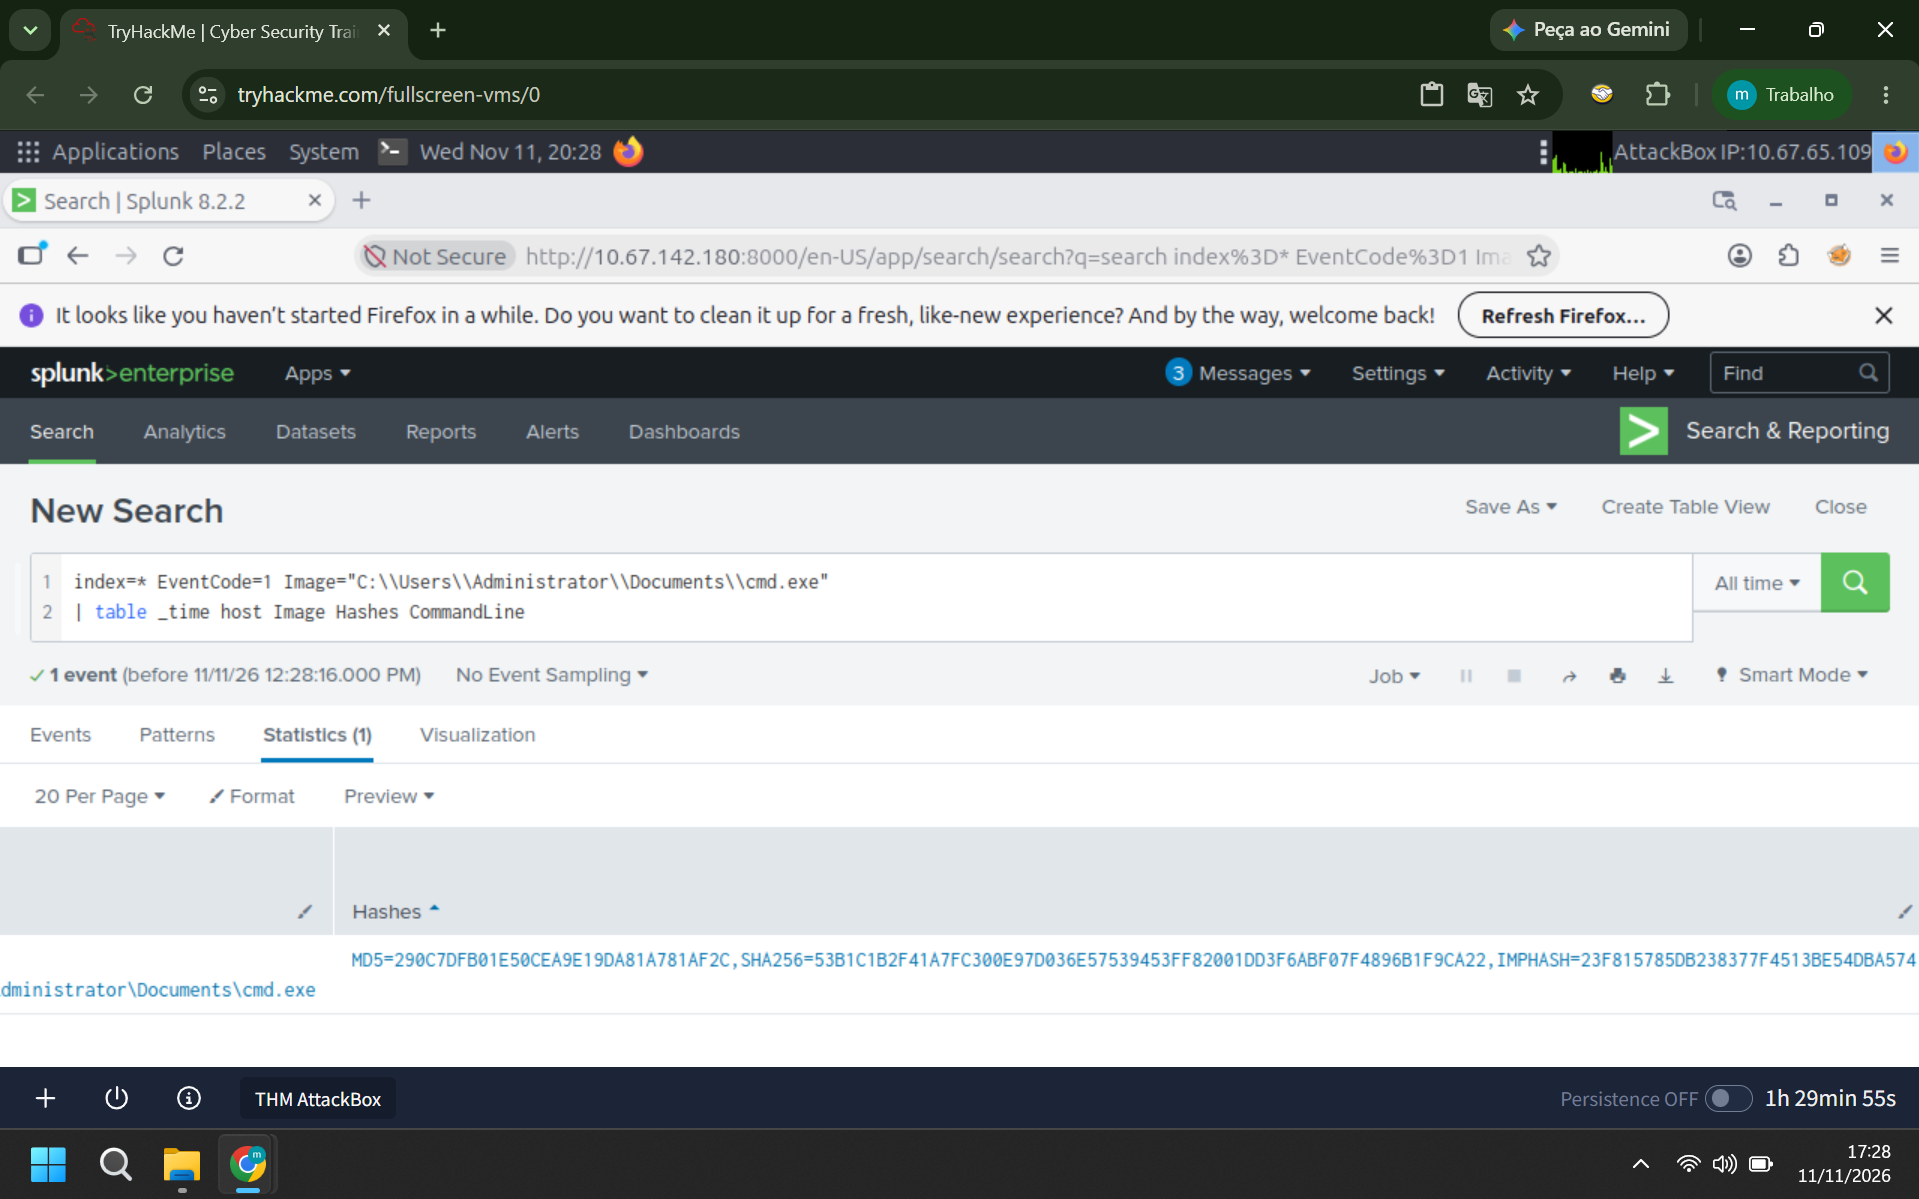 TryHackMe | Cyber Security Trai
Peça ao Gemini
tryhackme.com/fullscreen-vms/0
m Trabalho
Applications Places System Wed Nov 11, 20:28
AttackBox IP:10.67.65.109
Search | Splunk 8.2.2
Not Secure http://10.67.142.180:8000/en-US/app/search/search?q=search index%3D* EventCode%3D1 Ima
It looks like you haven't started Firefox in a while. Do you want to clean it up for a fresh, like-new experience? And by the way, welcome back! Refresh Firefox...
splunk>enterprise Apps 3 Messages Settings Activity Help Find
Search Analytics Datasets Reports Alerts Dashboards Search & Reporting
New Search Save As Create Table View Close
1 index=* EventCode=1 Image="C:\\Users\\Administrator\\Documents\\cmd.exe"
2 | table _time host Image Hashes CommandLine
All time
1 event (before 11/11/26 12:28:16.000 PM) No Event Sampling Job Smart Mode
Events Patterns Statistics (1) Visualization
20 Per Page Format Preview
Hashes
MD5=290C7DFB01E50CEA9E19DA81A781AF2C,SHA256=53B1C1B2F41A7FC300E97D036E57539453FF82001DD3F6ABF07F4896B1F9CA22,IMPHASH=23F815785DB238377F4513BE54DBA574
dministrator\Documents\cmd.exe
THM AttackBox Persistence OFF 1h 29min 55s
17:28
11/11/2026